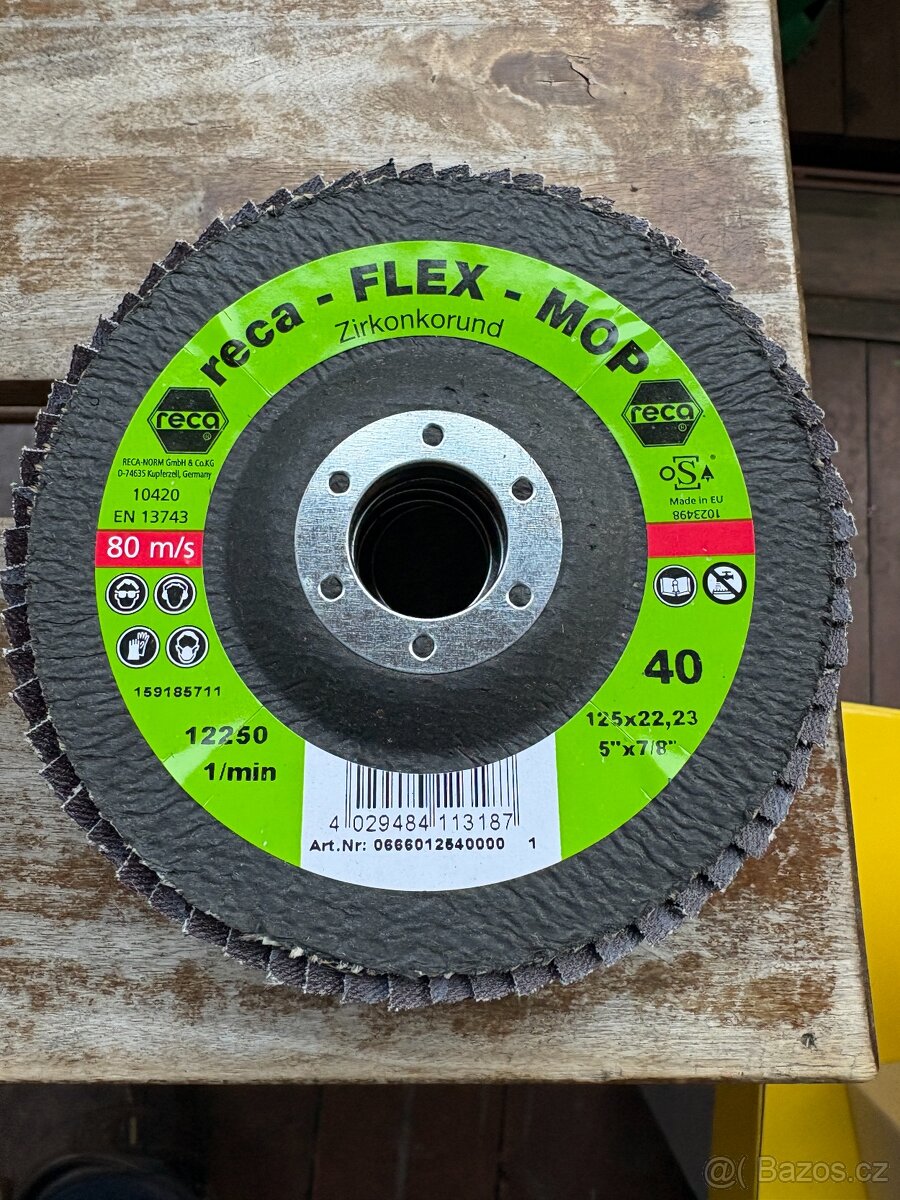 reca - FLEX - MOP
Zirkonkorund
reca
®
RECA-NORM GmbH & Co.KG
D-74635 Kupferzell, Germany
10420
EN 13743
80 m/s
159185711
12250
1/min
reca
®
oSa
®
Made in EU
1023498
40
125x22,23
5"x7/8"
4 029484 113187
Art.Nr: 0666012540000 1
@( Bazos.cz